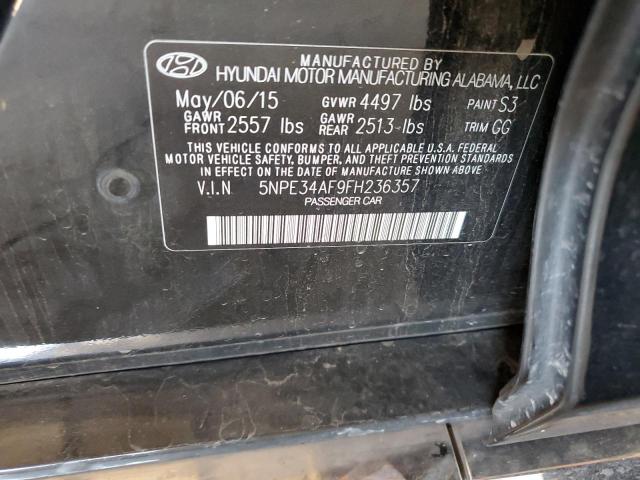 MANUFACTURED BY
HYUNDAI MOTOR MANUFACTURING ALABAMA, LLC
May/06/15 GVWR 4497 lbs PAINT S3
GAWR FRONT 2557 lbs GAWR REAR 2513 lbs TRIM GG
THIS VEHICLE CONFORMS TO ALL APPLICABLE U.S.A. FEDERAL
MOTOR VEHICLE SAFETY, BUMPER, AND THEFT PREVENTION STANDARDS
IN EFFECT ON THE DATE OF MANUFACTURE SHOWN ABOVE.
V.I.N 5NPE34AF9FH236357
PASSENGER CAR